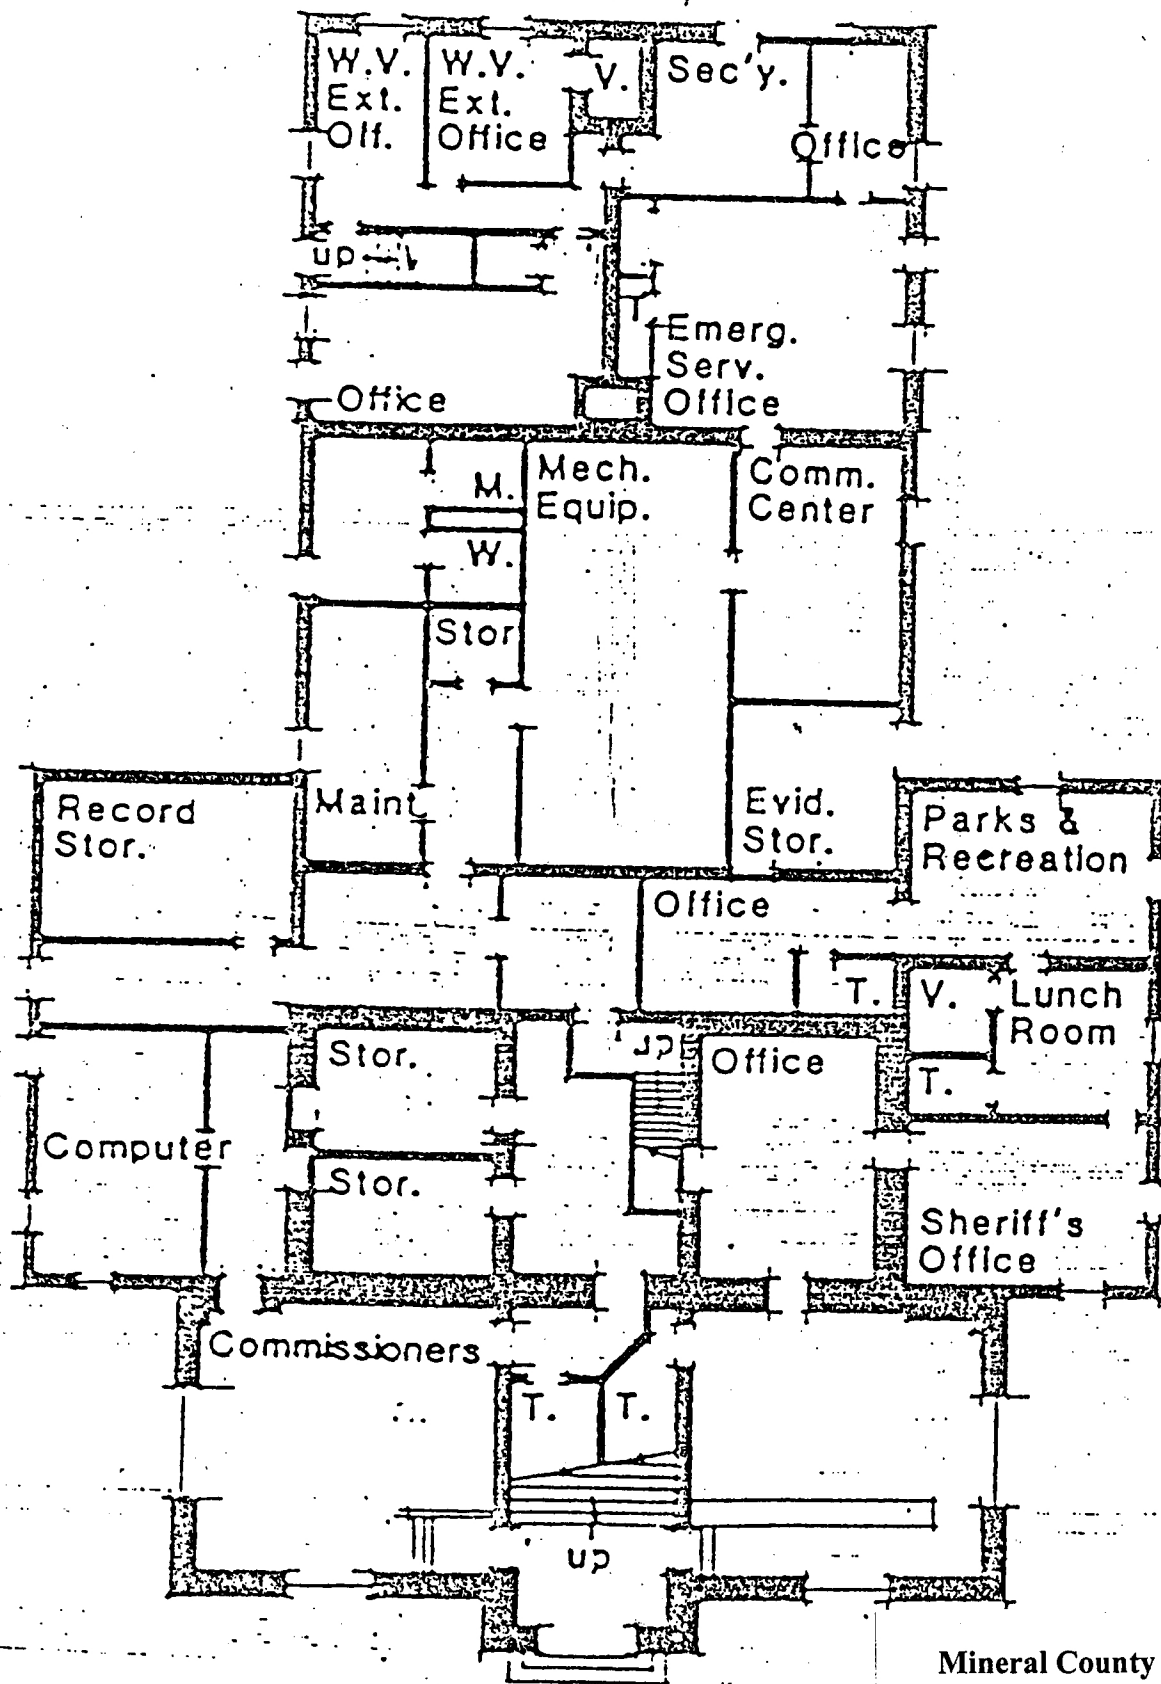 W.V.
Ext.
Off.
W.V.
Ext.
Office
V.
Sec'y.
Office
up
Emerg.
Serv.
Office
Office
M.
W.
Mech.
Equip.
Comm.
Center
Stor
Record
Stor.
Maint
Evid.
Stor.
Parks &
Recreation
Office
T.
V.
Lunch
Room
T.
Stor.
up
Office
Computer
Stor.
Sheriff's
Office
Commissioners
T.
T.
up
Mineral County